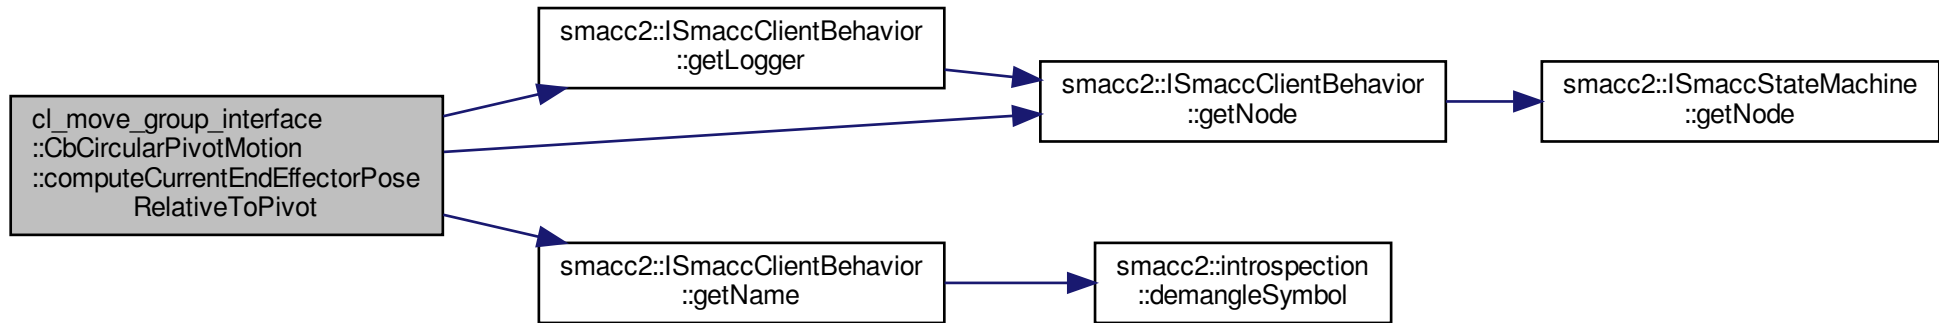 cl_move_group_interface
::CbCircularPivotMotion
::computeCurrentEndEffectorPose
RelativeToPivot
smacc2::ISmaccClientBehavior
::getLogger
smacc2::ISmaccClientBehavior
::getNode
smacc2::ISmaccStateMachine
::getNode
smacc2::ISmaccClientBehavior
::getName
smacc2::introspection
::demangleSymbol